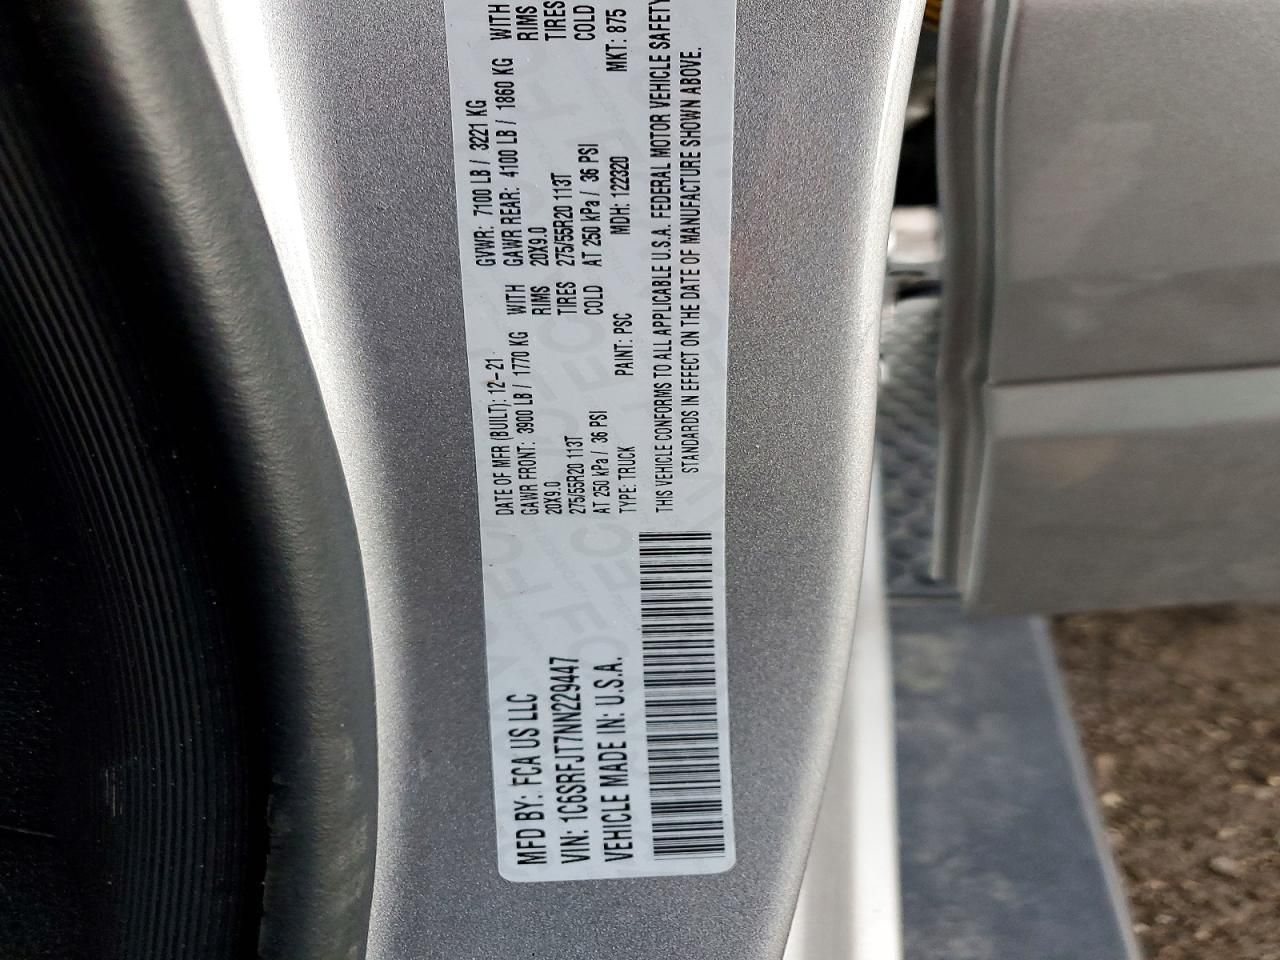 MFD BY: FCA US LLC
VIN: 1C6SRFJT7NN229447
VEHICLE MADE IN: U.S.A.
DATE OF MFR (BUILT): 12-21 GVWR: 7100 LB / 3221 KG
GAWR FRONT: 3900 LB / 1770 KG WITH GAWR REAR: 4100 LB / 1860 KG WITH
20X9.0 RIMS 20X9.0 RIMS
275/55R20 113T TIRES 275/55R20 113T TIRES
AT 250 kPa / 36 PSI COLD AT 250 kPa / 36 PSI COLD
TYPE: TRUCK PAINT: PSC MDH: 122320 MKT: 875
THIS VEHICLE CONFORMS TO ALL APPLICABLE U.S.A. FEDERAL MOTOR VEHICLE SAFETY
STANDARDS IN EFFECT ON THE DATE OF MANUFACTURE SHOWN ABOVE.